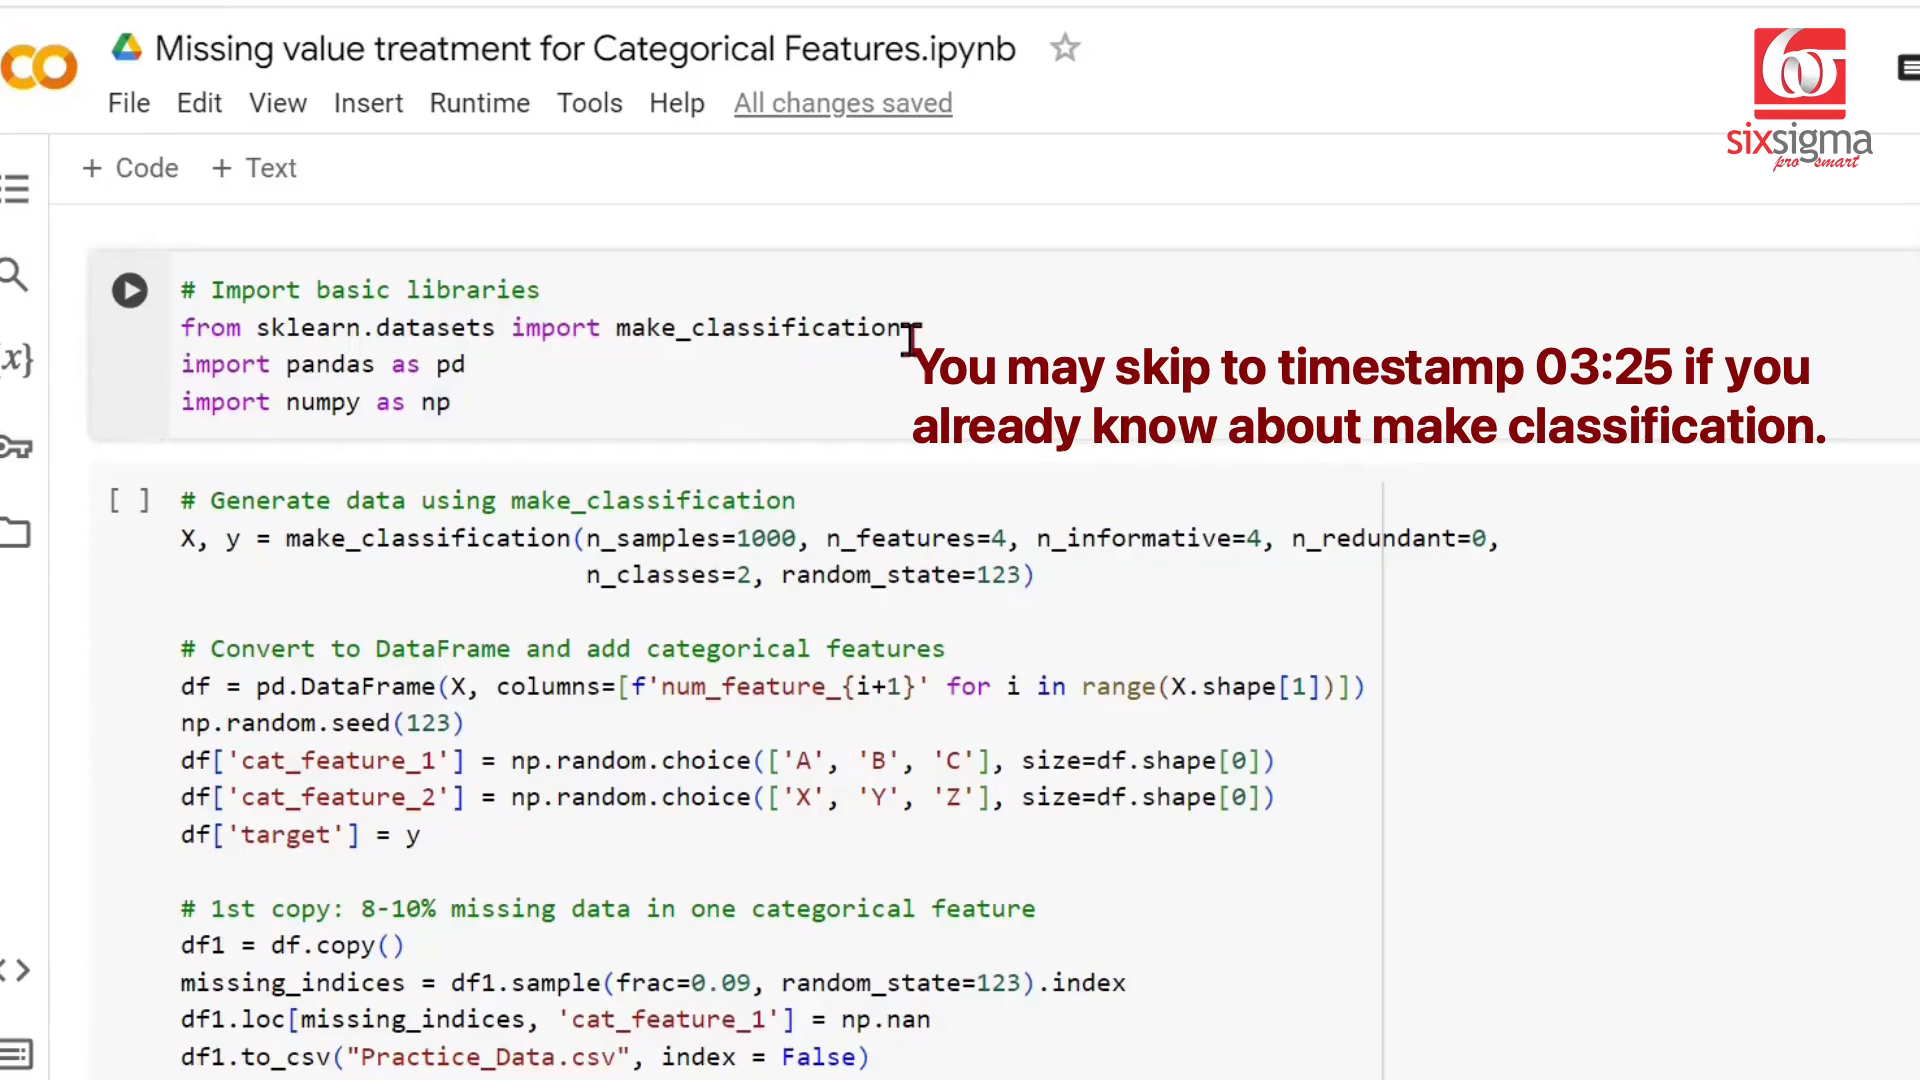 Missing value treatment for Categorical Features.ipynb
File Edit View Insert Runtime Tools Help All changes saved
sixsigma
pro smart
+ Code + Text
{x}
# Import basic libraries
from sklearn.datasets import make_classification
import pandas as pd
import numpy as np
You may skip to timestamp 03:25 if you
already know about make classification.
[ ] # Generate data using make_classification
X, y = make_classification(n_samples=1000, n_features=4, n_informative=4, n_redundant=0,
n_classes=2, random_state=123)
# Convert to DataFrame and add categorical features
df = pd.DataFrame(X, columns=[f'num_feature_{i+1}' for i in range(X.shape[1])])
np.random.seed(123)
df['cat_feature_1'] = np.random.choice(['A', 'B', 'C'], size=df.shape[0])
df['cat_feature_2'] = np.random.choice(['X', 'Y', 'Z'], size=df.shape[0])
df['target'] = y
# 1st copy: 8-10% missing data in one categorical feature
df1 = df.copy()
missing_indices = df1.sample(frac=0.09, random_state=123).index
df1.loc[missing_indices, 'cat_feature_1'] = np.nan
df1.to_csv("Practice_Data.csv", index = False)